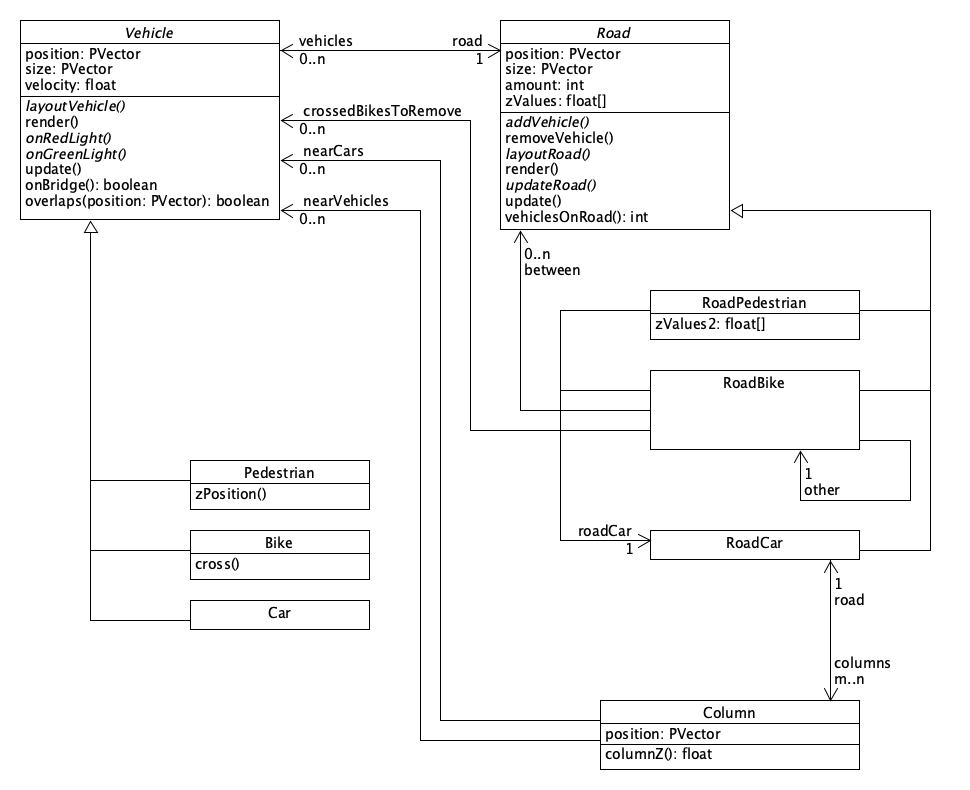 Vehicle
position: PVector
size: PVector
velocity: float
layoutVehicle()
render()
onRedLight()
onGreenLight()
update()
onBridge(): boolean
overlaps(position: PVector): boolean
vehicles
0..n
road
1
crossedBikesToRemove
0..n
nearCars
0..n
nearVehicles
0..n
Road
position: PVector
size: PVector
amount: int
zValues: float[]
addVehicle()
removeVehicle()
layoutRoad()
render()
updateRoad()
update()
vehiclesOnRoad(): int
0..n
between
RoadPedestrian
zValues2: float[]
RoadBike
1
other
Pedestrian
zPosition()
Bike
cross()
Car
roadCar
1
RoadCar
1
road
columns
m..n
Column
position: PVector
columnZ(): float